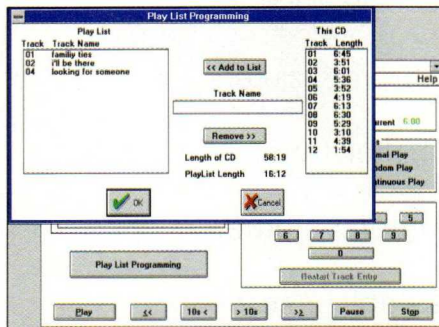 Play List Programming
Play List
Track Track Name
01 familiy ties
02 i'll be there
04 looking for someone
<< Add to List
Track Name
Remove >>
Length of CD 58:19
PlayList Length 16:12
OK
Cancel
This CD
Track Length
01 6:45
02 3:51
03 6:01
04 5:36
05 3:52
06 4:19
07 6:13
08 6:30
09 5:29
10 3:10
11 4:39
12 1:54
Help
urrent 6:00
mal Play
dom Play
tinuous Play
5
6 7 8 9
0
Restart Track Entry
Play List Programming
Play << 10s < > 10s >> Pause Stop